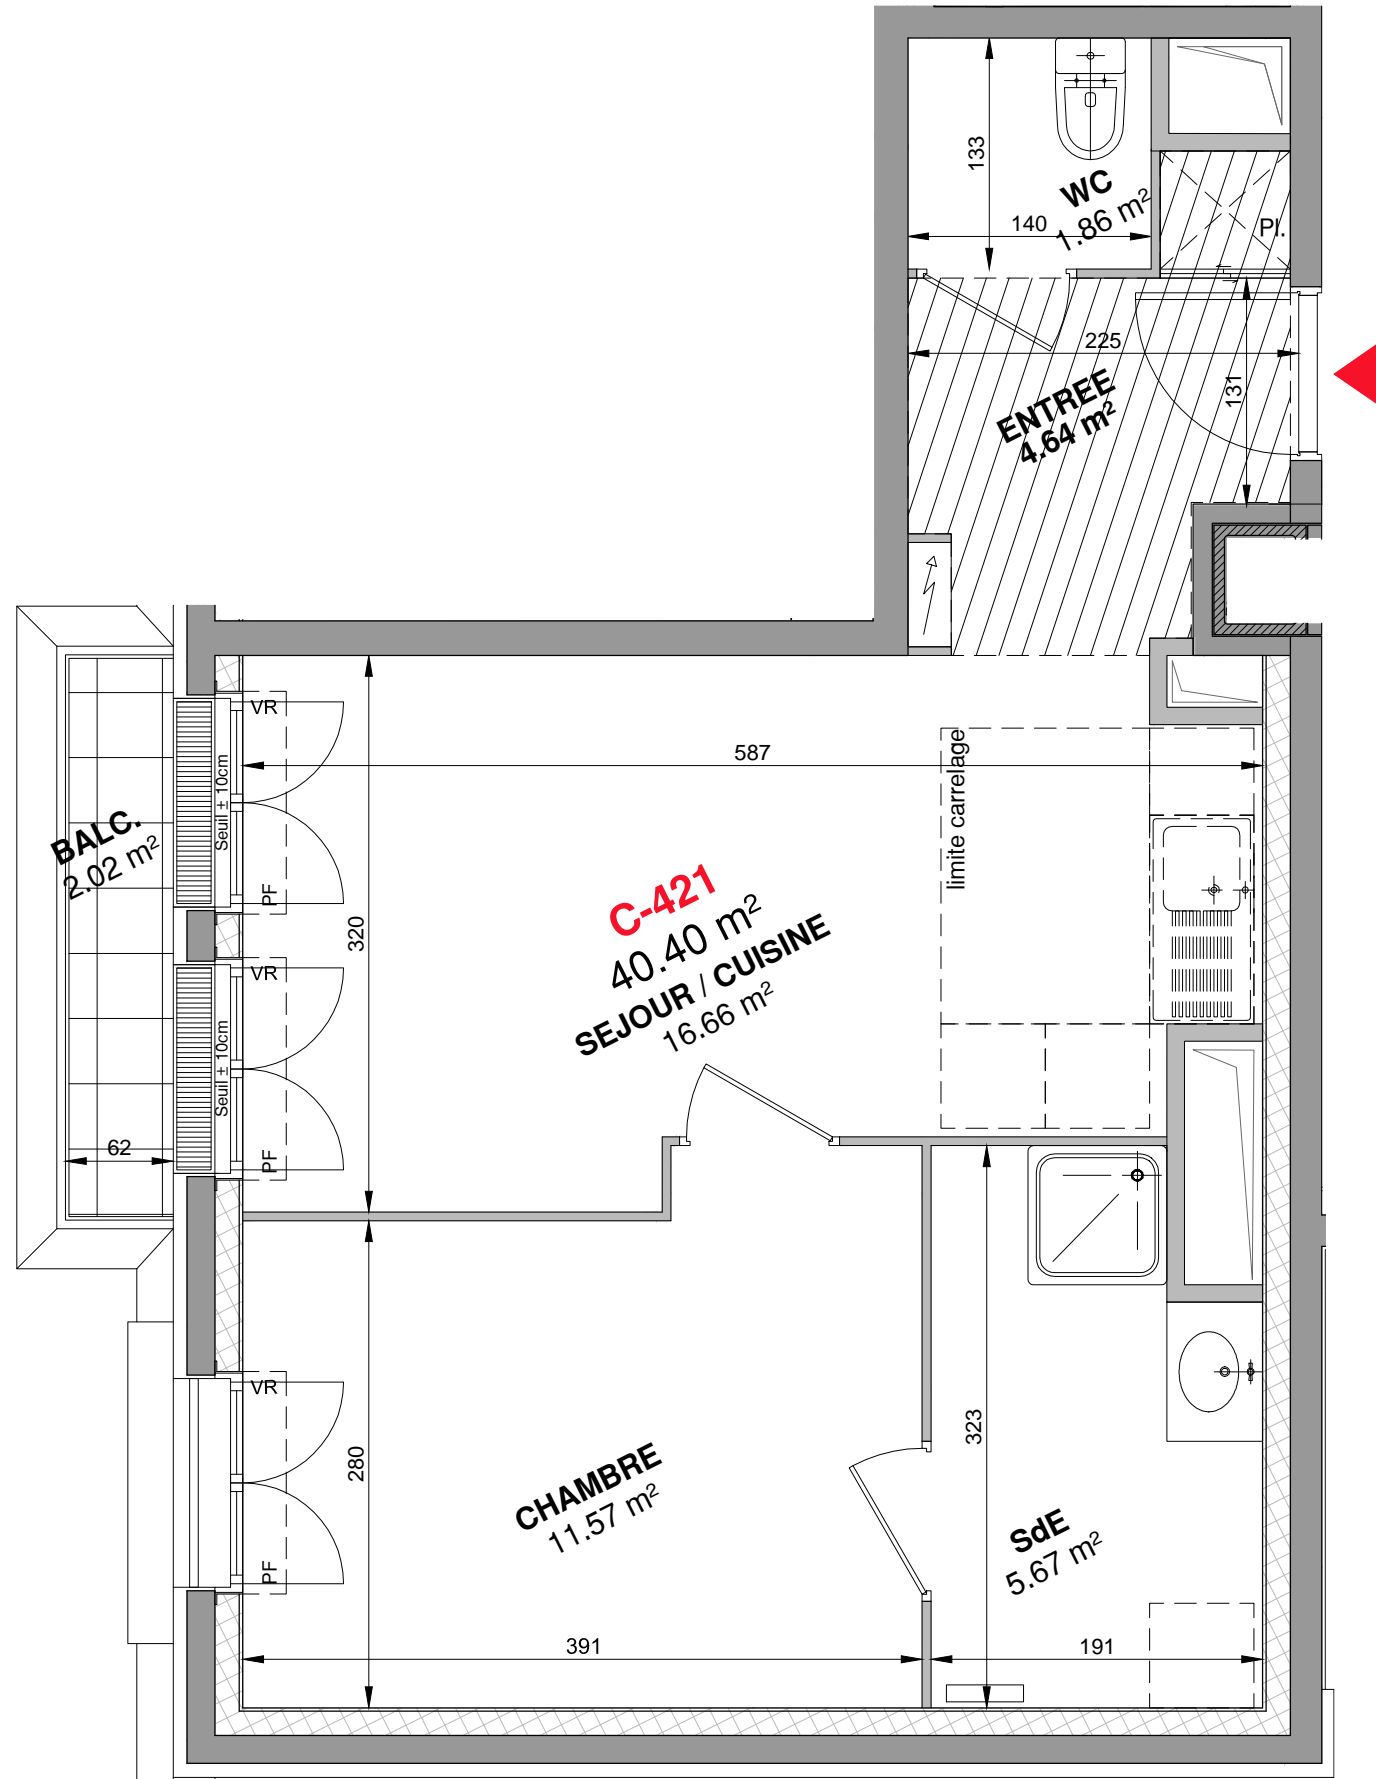 133
WC
1.86 m²
140
Pl.
225
131
ENTREE
4.64 m²
VR
587
limite carrelage
Seuil ± 10cm
BALC.
2.02 m²
PF
C-421
40.40 m²
SEJOUR / CUISINE
16.66 m²
320
VR
Seuil ± 10cm
62
PF
VR
280
323
CHAMBRE
11.57 m²
SdE
5.67 m²
PF
391
191